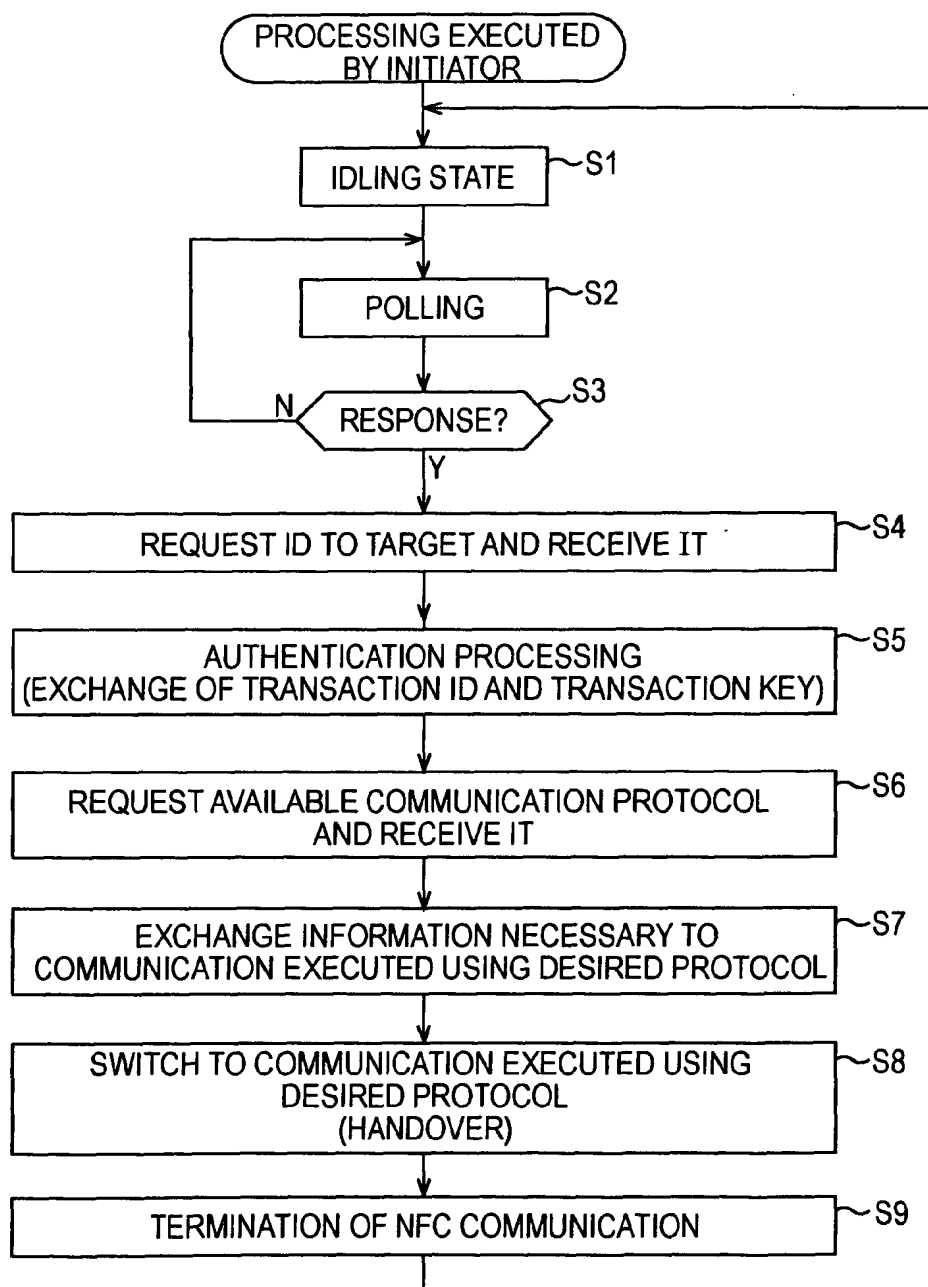 PROCESSING EXECUTED
BY INITIATOR
IDLING STATE
S1
POLLING
S2
RESPONSE?
S3
N
Y
REQUEST ID TO TARGET AND RECEIVE IT
S4
AUTHENTICATION PROCESSING
(EXCHANGE OF TRANSACTION ID AND TRANSACTION KEY)
S5
REQUEST AVAILABLE COMMUNICATION PROTOCOL
AND RECEIVE IT
S6
EXCHANGE INFORMATION NECESSARY TO
COMMUNICATION EXECUTED USING DESIRED PROTOCOL
S7
SWITCH TO COMMUNICATION EXECUTED USING
DESIRED PROTOCOL
(HANDOVER)
S8
TERMINATION OF NFC COMMUNICATION
S9